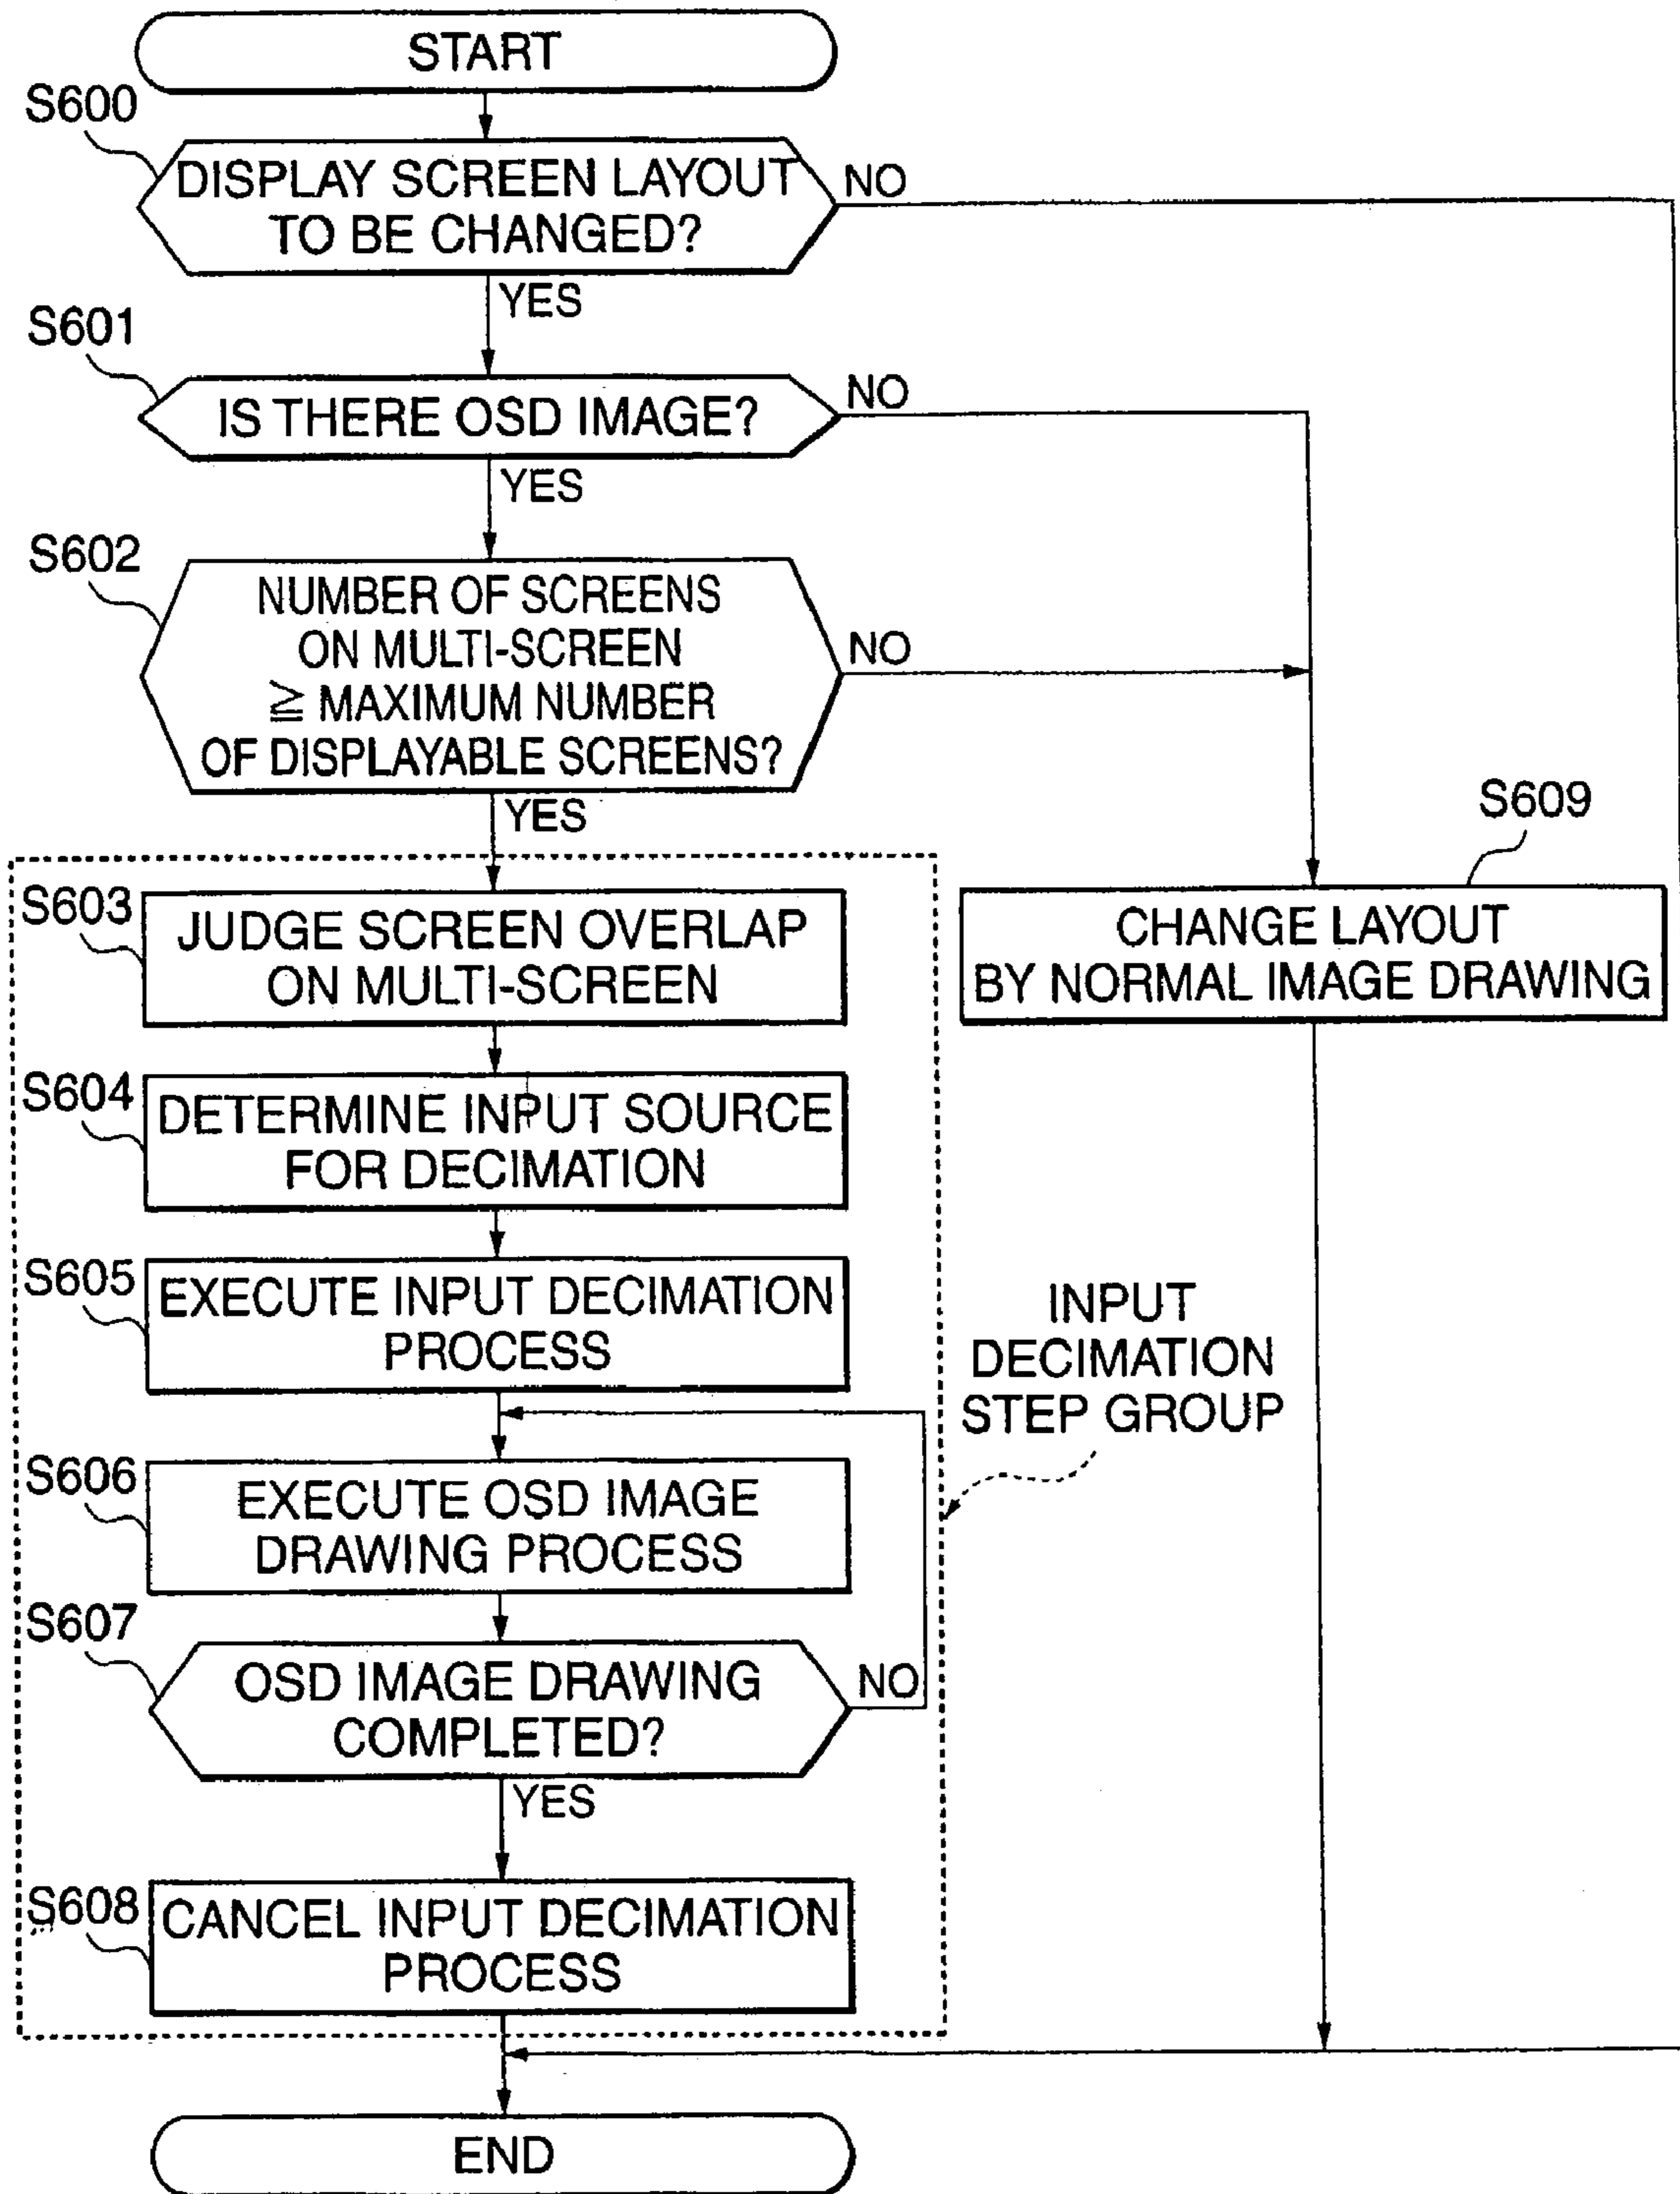 START
S600
DISPLAY SCREEN LAYOUT
TO BE CHANGED?
NO
YES
S601
IS THERE OSD IMAGE?
NO
YES
S602
NUMBER OF SCREENS
ON MULTI-SCREEN
≧ MAXIMUM NUMBER
OF DISPLAYABLE SCREENS?
NO
YES
S603
JUDGE SCREEN OVERLAP
ON MULTI-SCREEN
S609
CHANGE LAYOUT
BY NORMAL IMAGE DRAWING
S604
DETERMINE INPUT SOURCE
FOR DECIMATION
S605
EXECUTE INPUT DECIMATION
PROCESS
INPUT
DECIMATION
STEP GROUP
S606
EXECUTE OSD IMAGE
DRAWING PROCESS
S607
OSD IMAGE DRAWING
COMPLETED?
NO
YES
S608
CANCEL INPUT DECIMATION
PROCESS
END